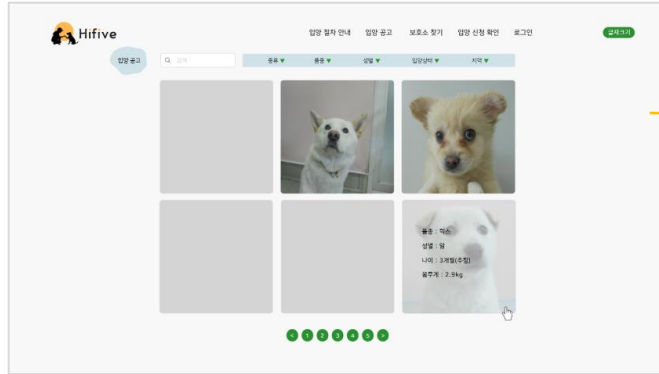 Hifive
입양 절차 안내 입양 공고 보호소 찾기 입양 신청 확인 로그인
글자크기
입양 공고
검색
종류 ▼ 품종 ▼ 성별 ▼ 입양상태 ▼ 지역 ▼
품종 : 믹스
성별 : 암
나이 : 3개월(추정)
몸무게 : 2.9kg
< 1 2 3 4 5 >